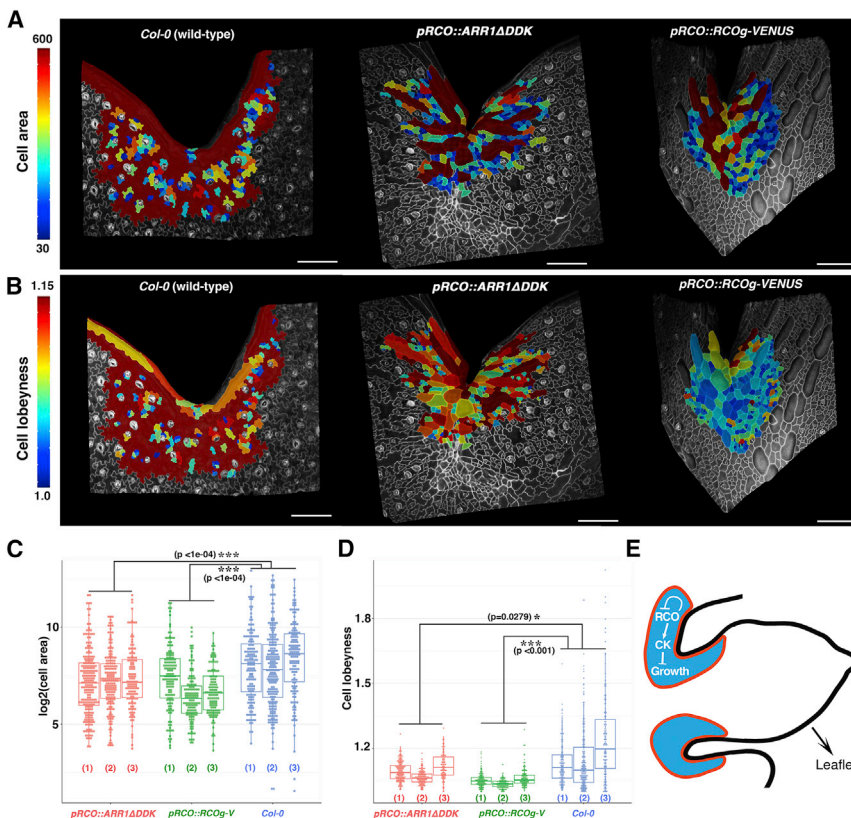 A
Col-0 (wild-type)
pRCO::ARR1ΔDDK
pRCO::RCOg-VENUS
600
Cell area
30
B
Col-0 (wild-type)
pRCO::ARR1ΔDDK
pRCO::RCOg-VENUS
1.15
Cell lobeyness
1.0
C
(p <1e-04) ***
***
(p <1e-04)
log2(cell area)
10
5
(1) (2) (3) (1) (2) (3) (1) (2) (3)
pRCO::ARR1ΔDDK pRCO::RCOg-V Col-0
D
Cell lobeyness
1.8
1.5
1.2
(p=0.0279) *
***
(p <0.001)
(1) (2) (3) (1) (2) (3) (1) (2) (3)
pRCO::ARR1ΔDDK pRCO::RCOg-V Col-0
E
RCO
CK
Growth
Leafle